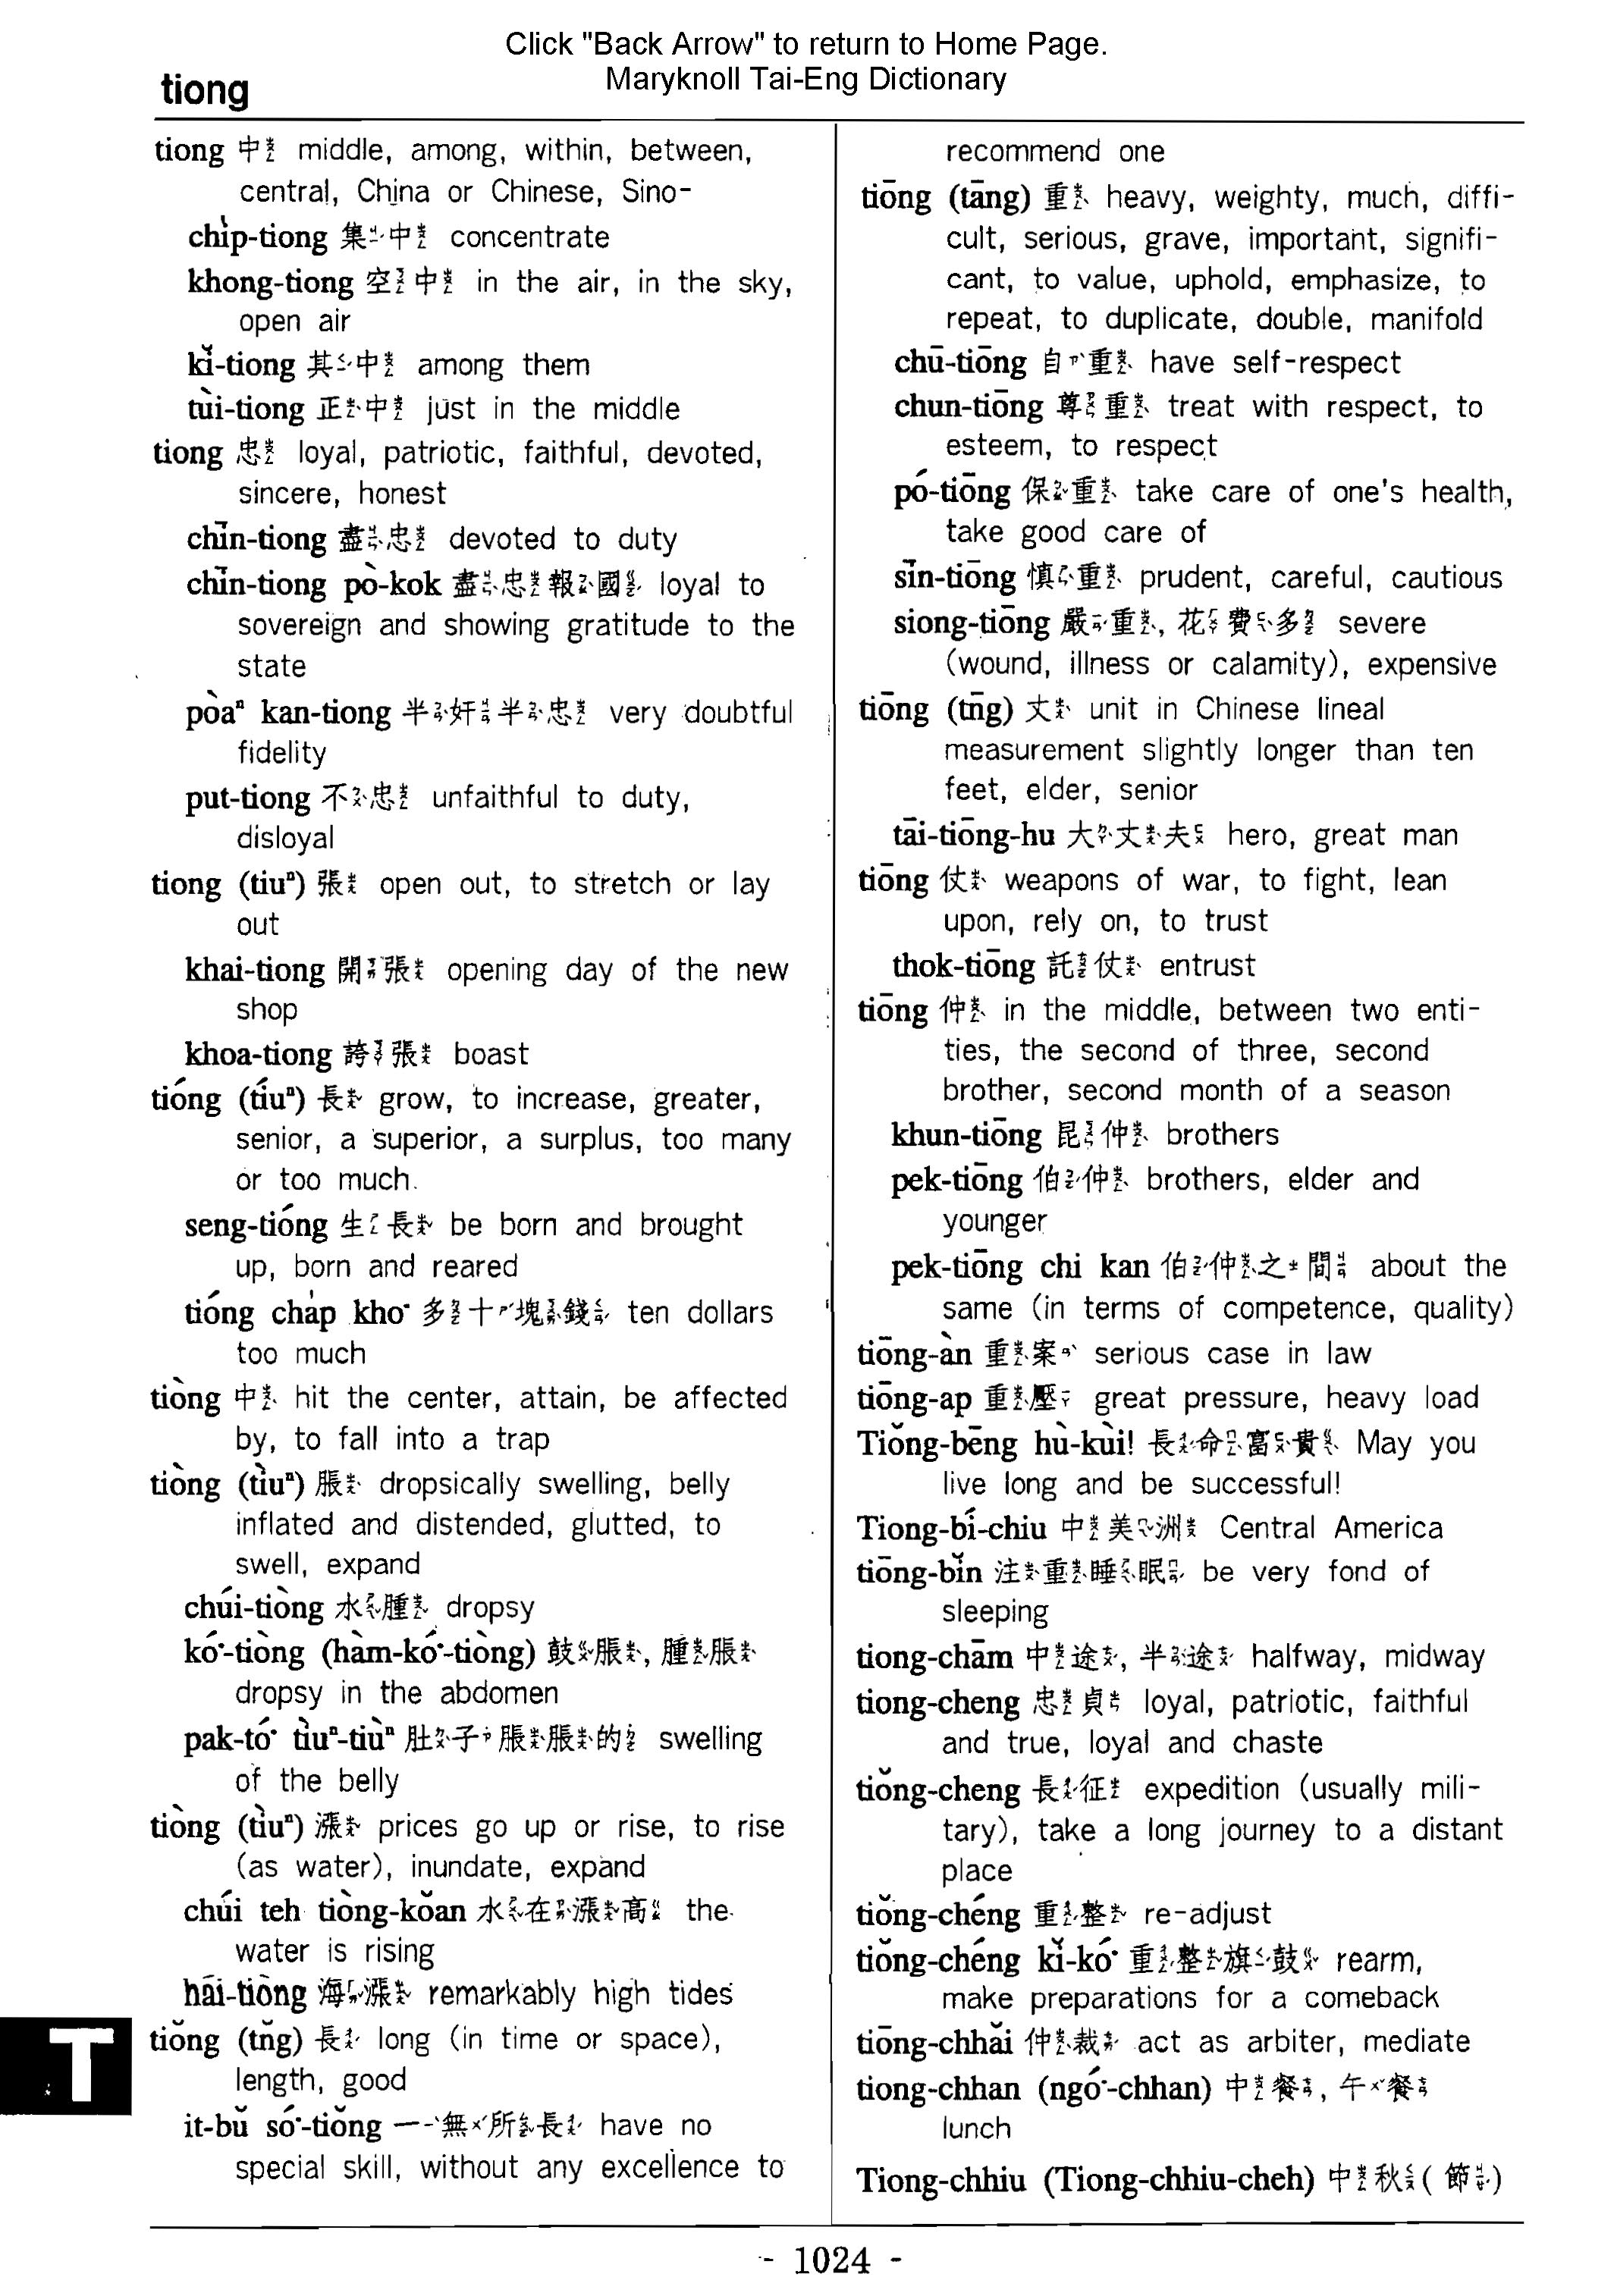 Click "Back Arrow" to return to Home Page.
Maryknoll Tai-Eng Dictionary
tiong
tiong 中 middle, among, within, between,
central, China or Chinese, Sino-
chi̍p-tiong 集中 concentrate
khong-tiong 空中 in the air, in the sky,
open air
kĭ-tiong 其中 among them
tùi-tiong 正中 just in the middle
tiong 忠 loyal, patriotic, faithful, devoted,
sincere, honest
chīn-tiong 盡忠 devoted to duty
chīn-tiong pò-kok 盡忠報國 loyal to
sovereign and showing gratitude to the
state
pòaⁿ kan-tiong 半奸半忠 very doubtful
fidelity
put-tiong 不忠 unfaithful to duty,
disloyal
tiong (tiuⁿ) 張 open out, to stretch or lay
out
khai-tiong 開張 opening day of the new
shop
khoa-tiong 誇張 boast
tióng (tíuⁿ) 長 grow, to increase, greater,
senior, a superior, a surplus, too many
or too much.
seng-tióng 生長 be born and brought
up, born and reared
tióng cha̍p kho· 多十塊錢 ten dollars
too much
tiòng 中 hit the center, attain, be affected
by, to fall into a trap
tiòng (tìuⁿ) 脹 dropsically swelling, belly
inflated and distended, glutted, to
swell, expand
chúi-tiòng 水腫 dropsy
kó·-tiòng (hàm-kó·-tiòng) 鼓脹, 腫脹
dropsy in the abdomen
pak-tó· tìuⁿ-tiùⁿ 肚子脹脹的 swelling
of the belly
tiòng (tìuⁿ) 漲 prices go up or rise, to rise
(as water), inundate, expand
chúi teh tiòng-kŏan 水在漲高 the
water is rising
hāi-tiòng 海漲 remarkably high tides
tiŏng (tn̆g) 長 long (in time or space),
length, good
it-bŭ só·-tiŏng 一無所長 have no
special skill, without any excellence to
recommend one
tiōng (tāng) 重 heavy, weighty, much, diffi-
cult, serious, grave, important, signifi-
cant, to value, uphold, emphasize, to
repeat, to duplicate, double, manifold
chū-tiōng 自重 have self-respect
chun-tiōng 尊重 treat with respect, to
esteem, to respect
pó-tiōng 保重 take care of one's health,
take good care of
sīn-tiōng 慎重 prudent, careful, cautious
siong-tiōng 嚴重, 花費多 severe
(wound, illness or calamity), expensive
tiōng (tn̄g) 丈 unit in Chinese lineal
measurement slightly longer than ten
feet, elder, senior
tāi-tiōng-hu 大丈夫 hero, great man
tiōng 仗 weapons of war, to fight, lean
upon, rely on, to trust
thok-tiōng 託仗 entrust
tiōng 仲 in the middle, between two enti-
ties, the second of three, second
brother, second month of a season
khun-tiōng 昆仲 brothers
pek-tiōng 伯仲 brothers, elder and
younger
pek-tiōng chi kan 伯仲之間 about the
same (in terms of competence, quality)
tiōng-àn 重案 serious case in law
tiōng-ap 重壓 great pressure, heavy load
Tiŏng-bēng hù-kùi! 長命富貴 May you
live long and be successful!
Tiong-bí-chiu 中美洲 Central America
tiōng-bĭn 注重睡眠 be very fond of
sleeping
tiong-chām 中途, 半途 halfway, midway
tiong-cheng 忠貞 loyal, patriotic, faithful
and true, loyal and chaste
tiŏng-cheng 長征 expedition (usually mili-
tary), take a long journey to a distant
place
tiŏng-chéng 重整 re-adjust
tiŏng-chéng kĭ-kó· 重整旗鼓 rearm,
make preparations for a comeback
tiōng-chhăi 仲裁 act as arbiter, mediate
tiong-chhan (ngó·-chhan) 中餐, 午餐
lunch
Tiong-chhiu (Tiong-chhiu-cheh) 中秋(節)
T
- 1024 -